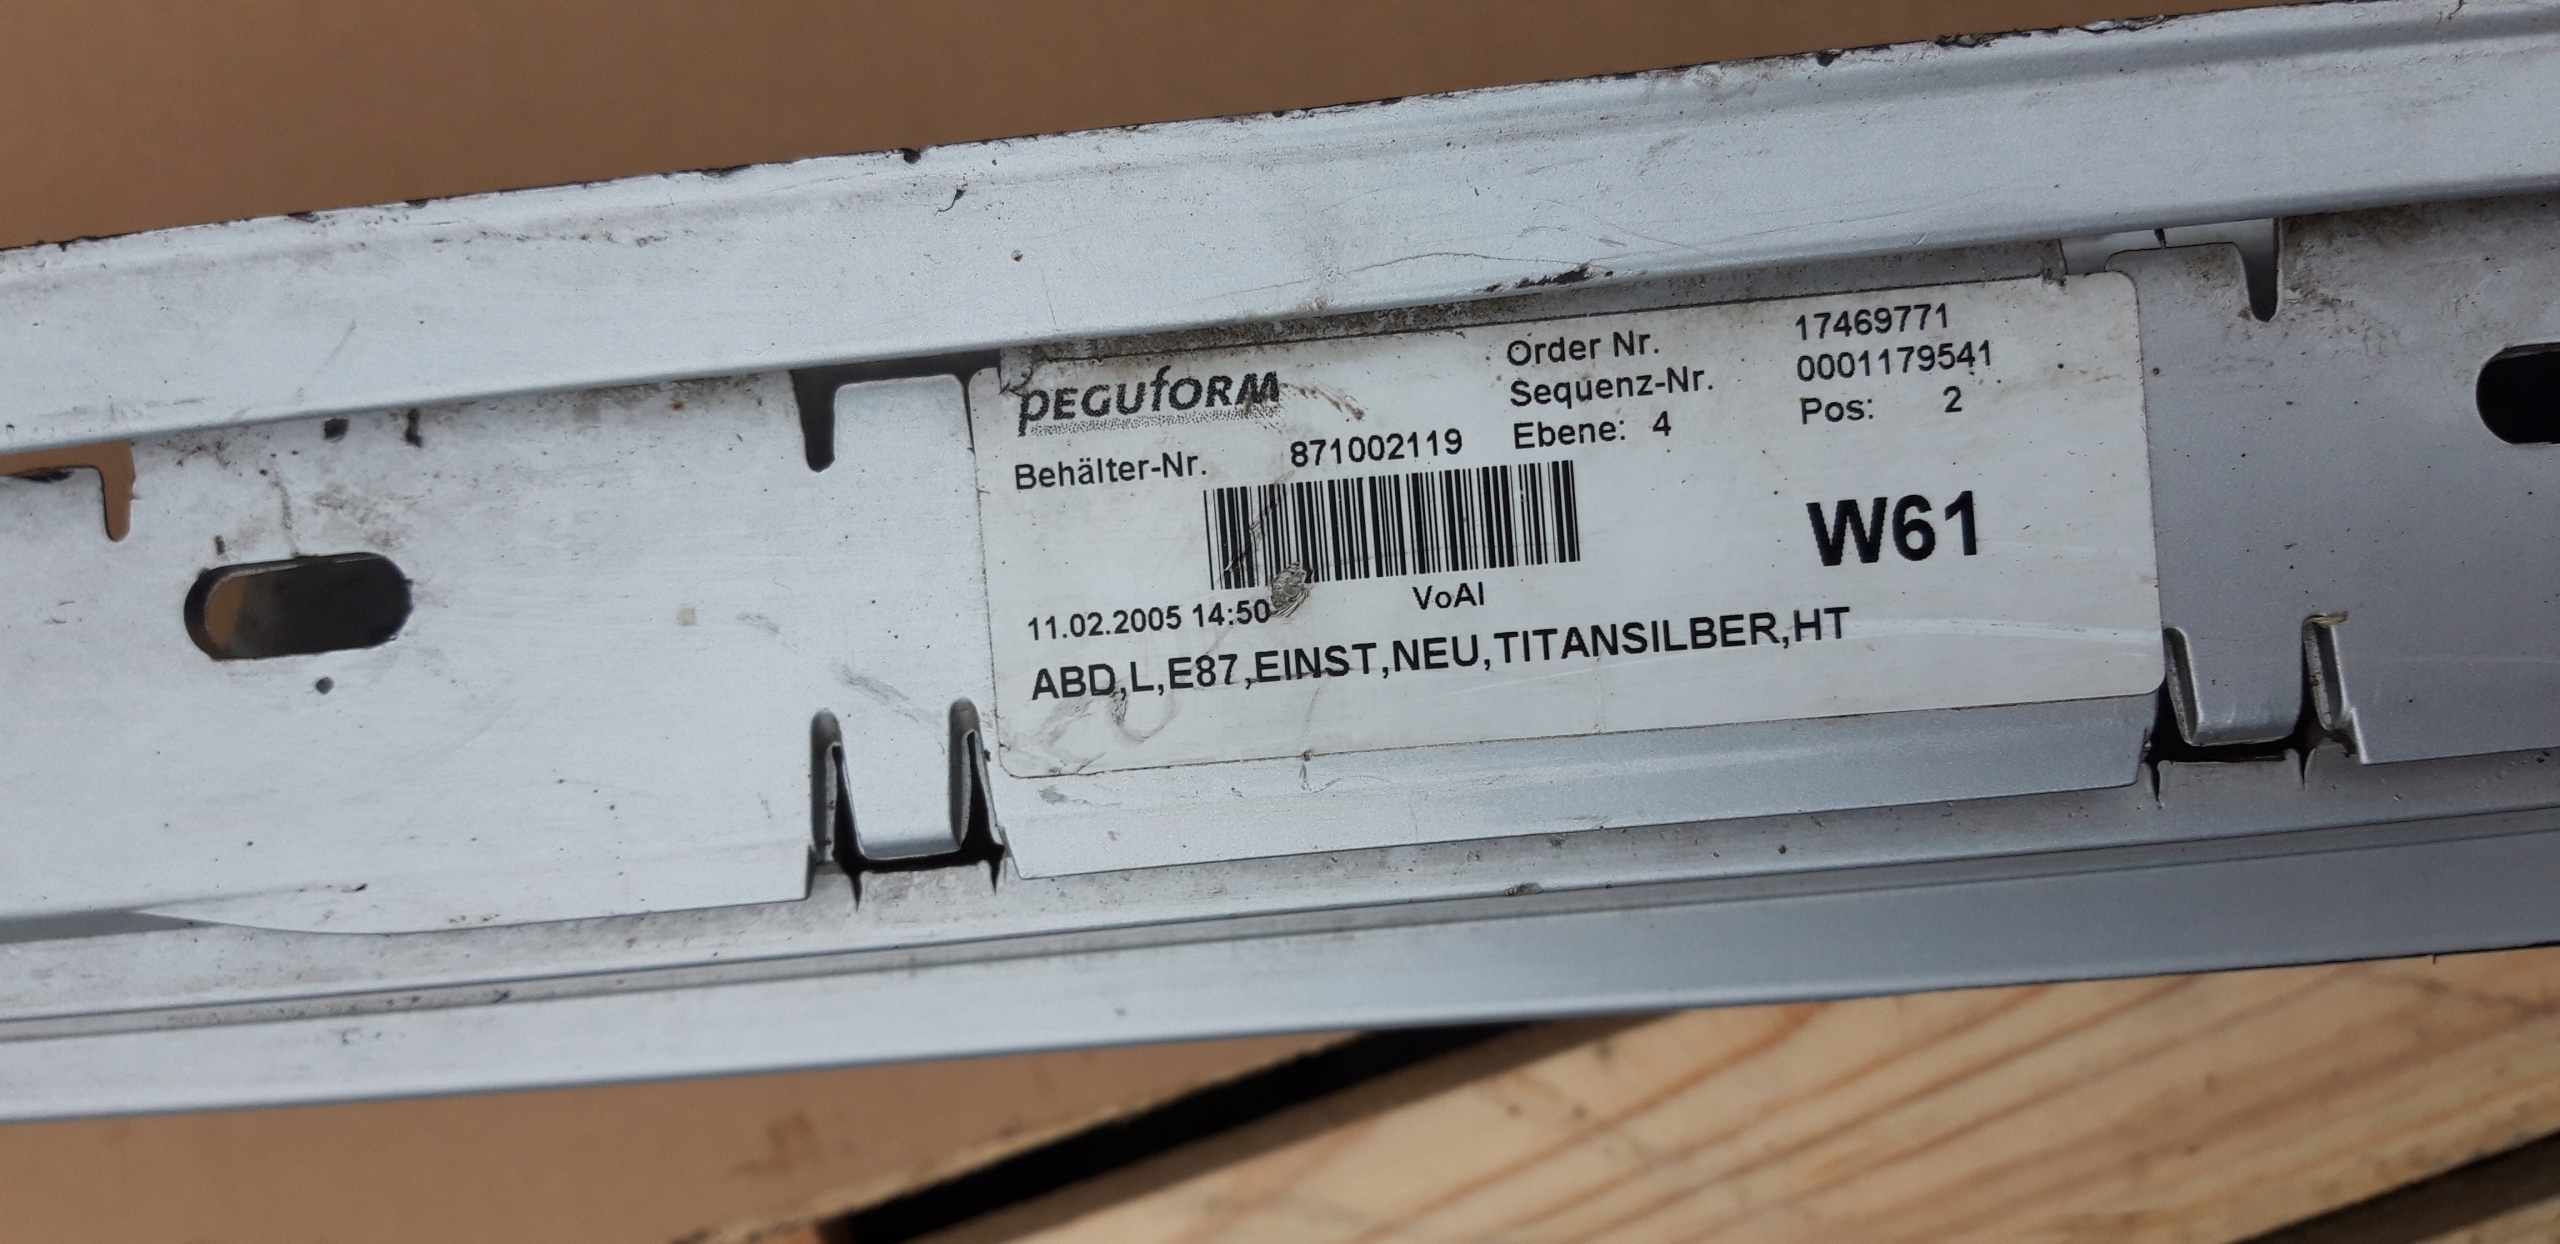 peguform
Order Nr. 17469771
Sequenz-Nr. 0001179541
Behälter-Nr. 871002119 Ebene: 4 Pos: 2
W61
11.02.2005 14:50 VoAl
ABD,L,E87,EINST,NEU,TITANSILBER,HT